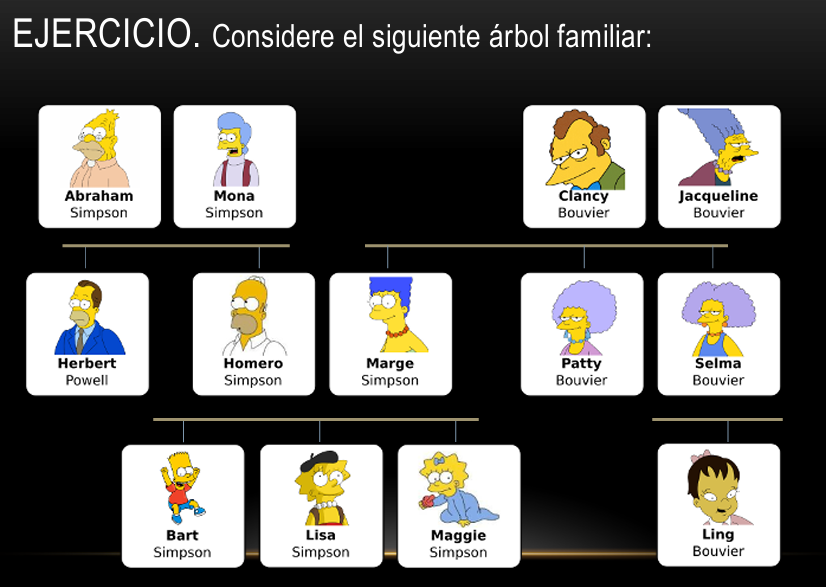 EJERCICIO. Considere el siguiente árbol familiar:
Abraham
Simpson
Mona
Simpson
Clancy
Bouvier
Jacqueline
Bouvier
Herbert
Powell
Homero
Simpson
Marge
Simpson
Patty
Bouvier
Selma
Bouvier
Bart
Simpson
Lisa
Simpson
Maggie
Simpson
Ling
Bouvier